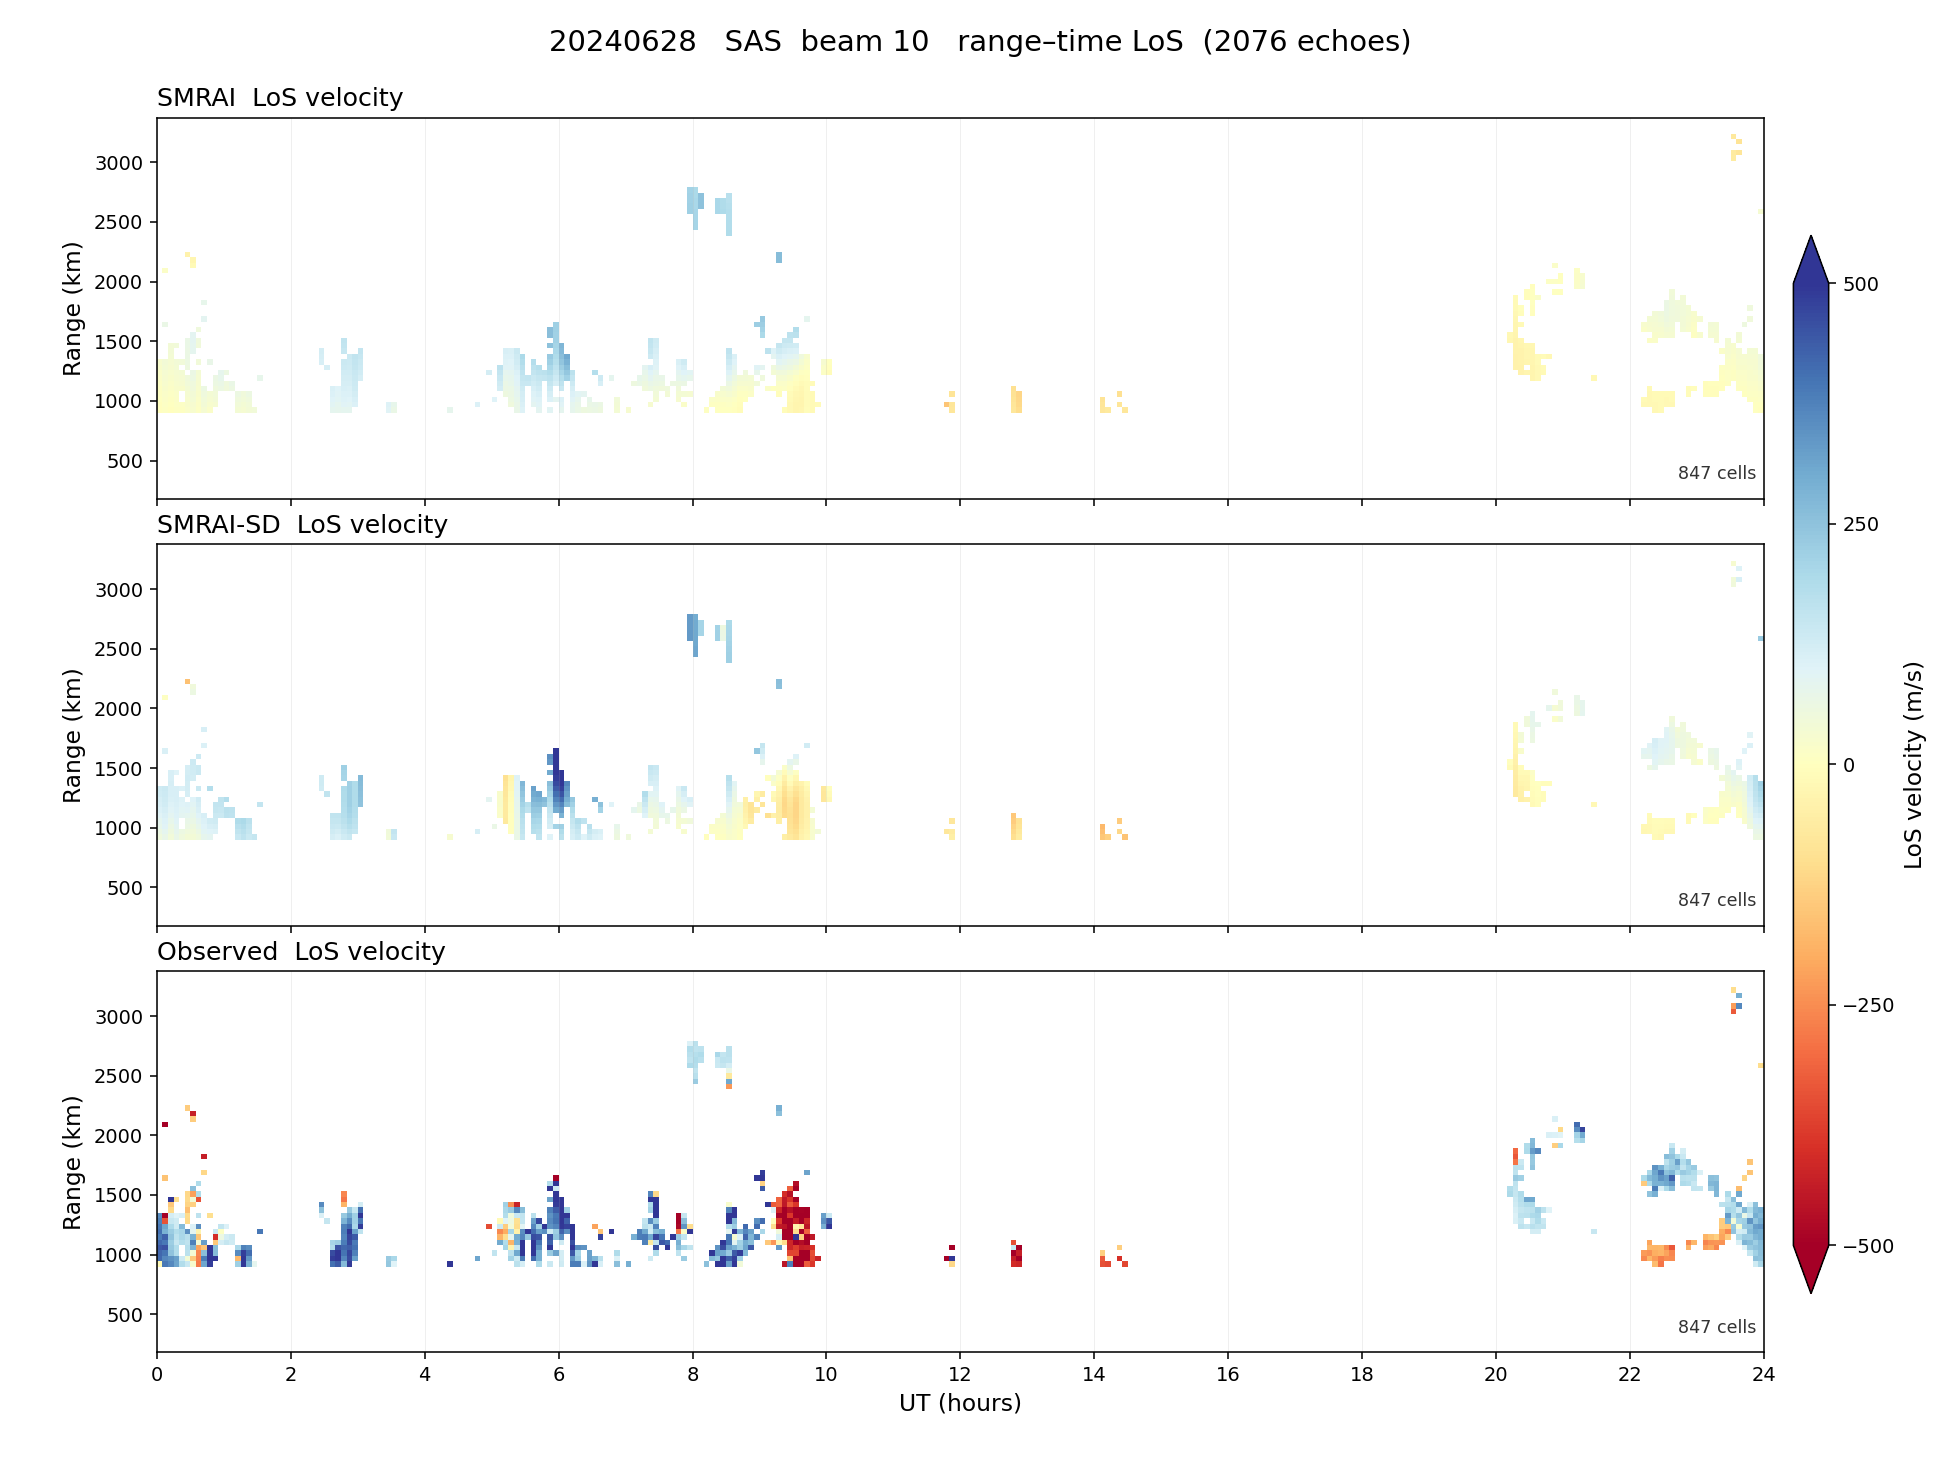 20240628   SAS  beam 10   range–time LoS  (2076 echoes)
SMRAI  LoS velocity
3000
2500
2000
1500
1000
500
Range (km)
847 cells
SMRAI-SD  LoS velocity
3000
2500
2000
1500
1000
500
Range (km)
847 cells
Observed  LoS velocity
3000
2500
2000
1500
1000
500
Range (km)
847 cells
0 2 4 6 8 10 12 14 16 18 20 22 24
UT (hours)
500
250
0
−250
−500
LoS velocity (m/s)